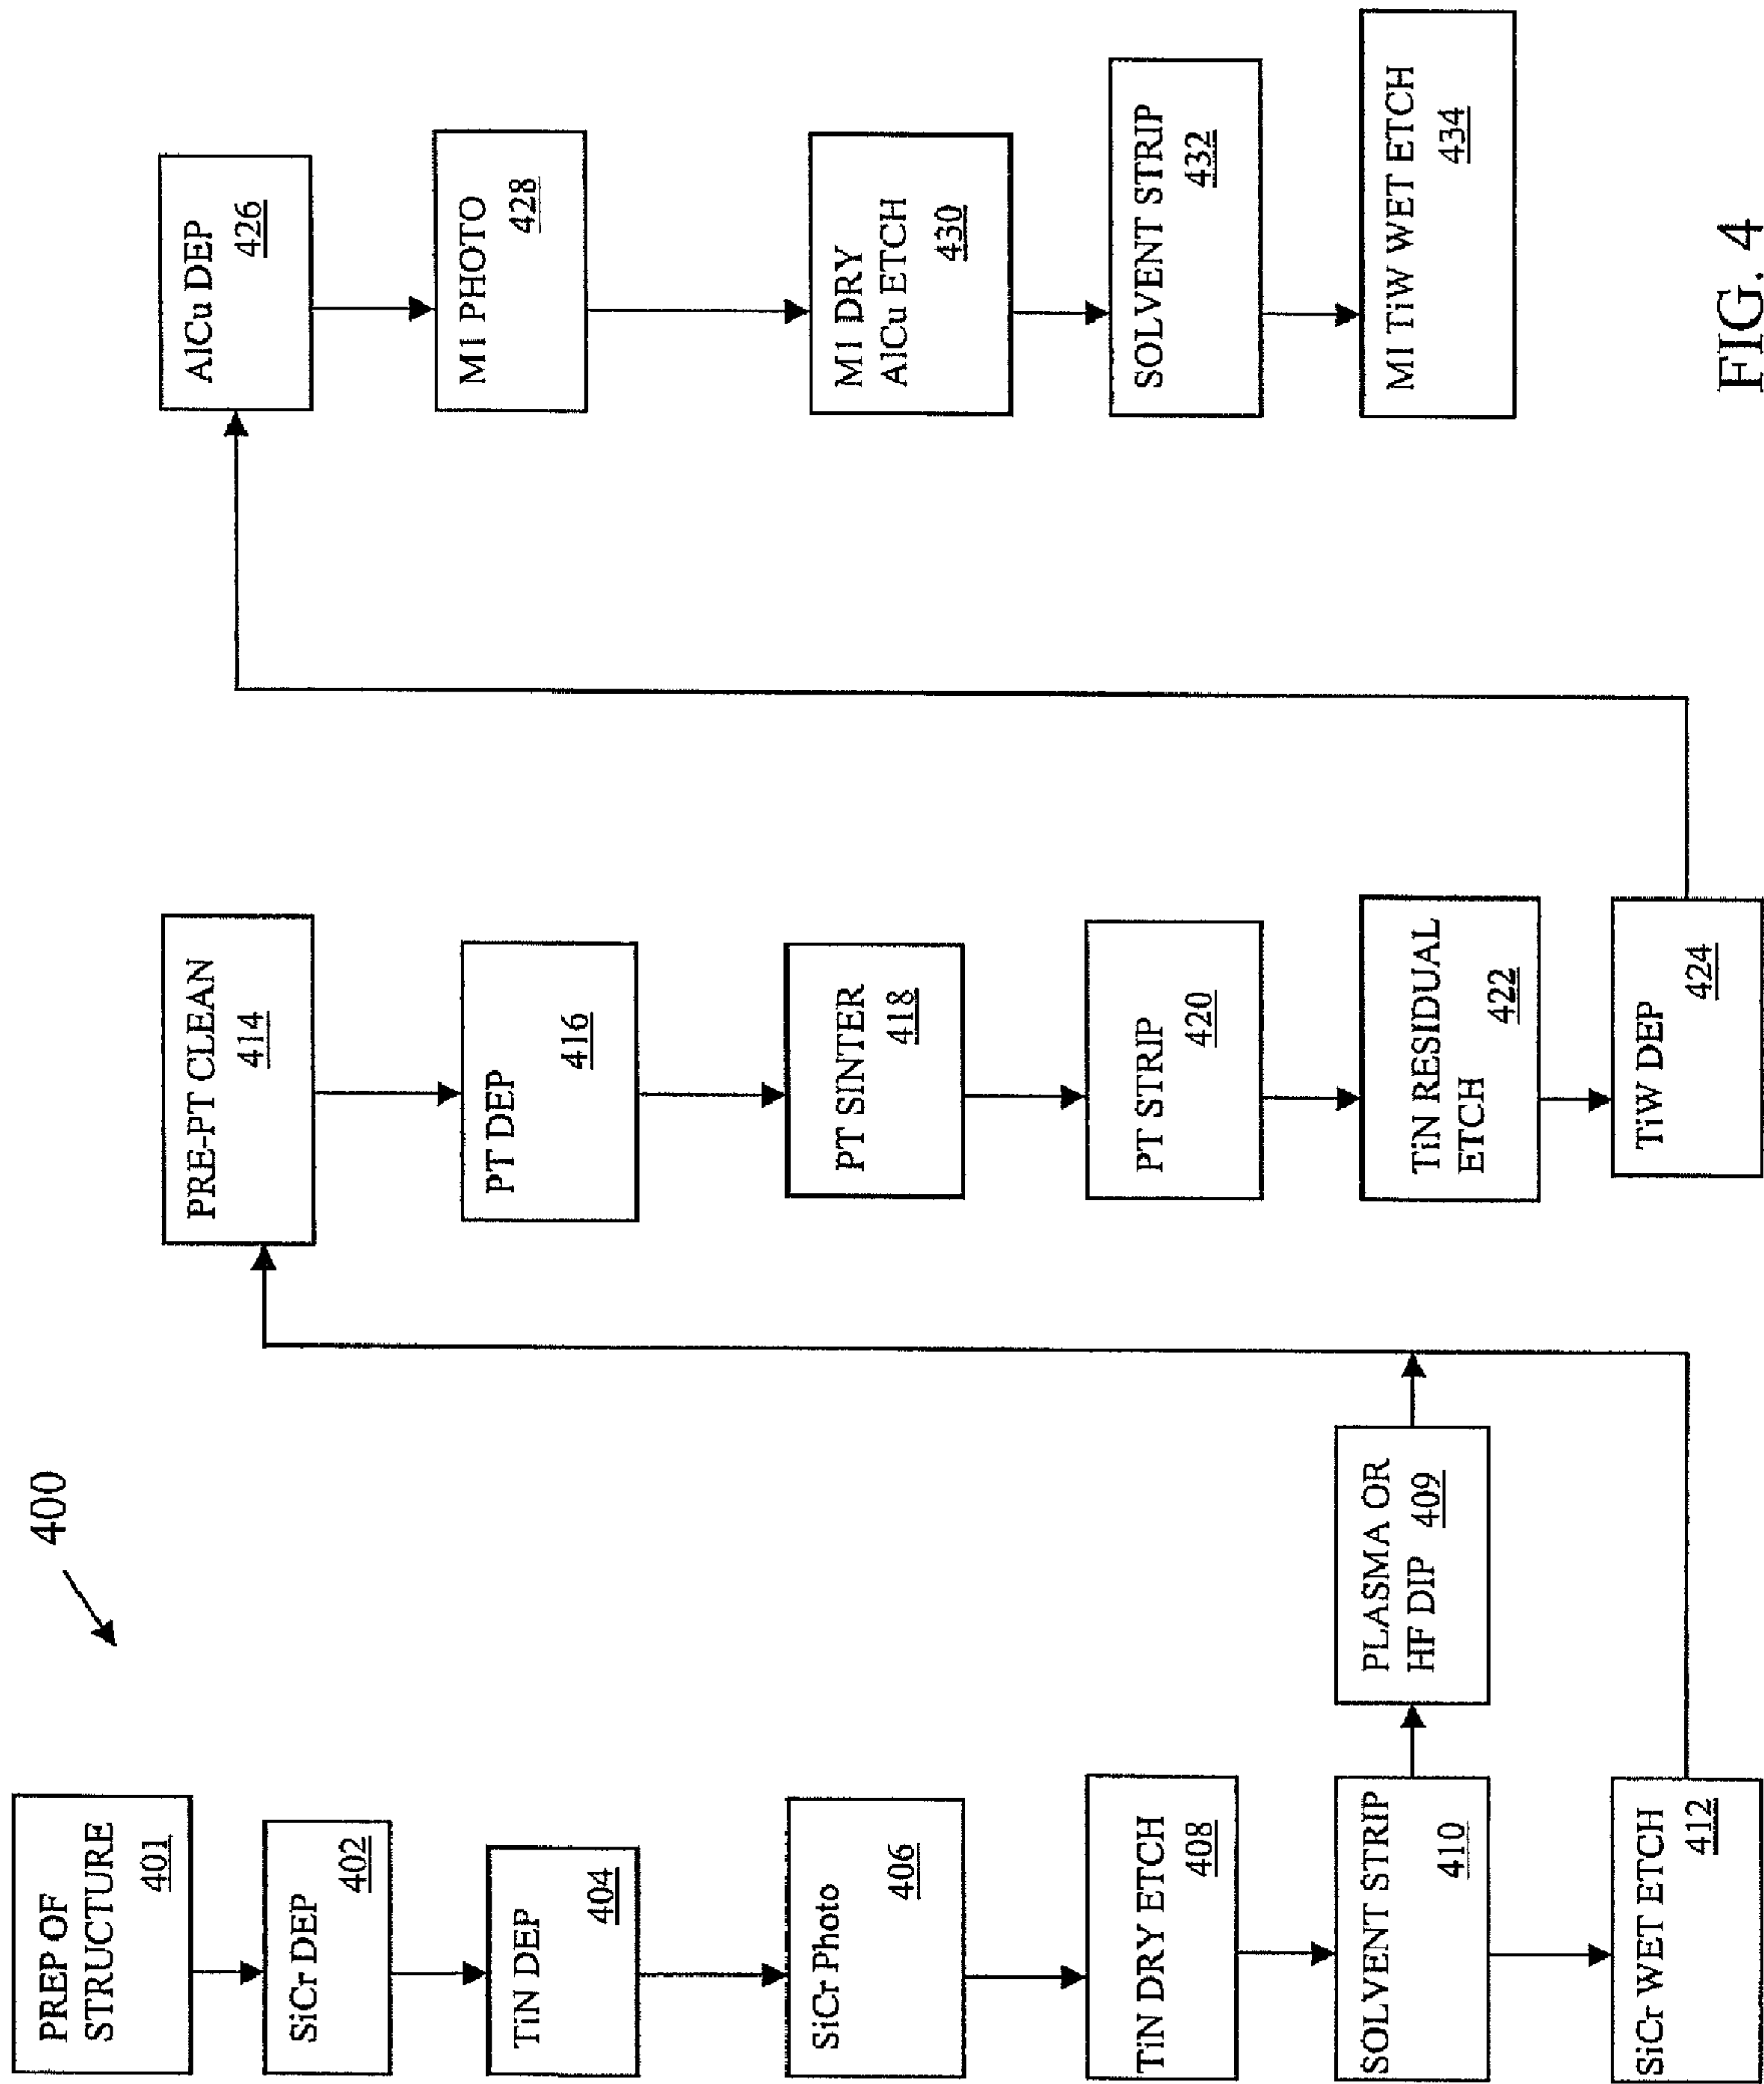 400
PREP OF
STRUCTURE
401
SiCr DEP
402
TiN DEP
404
SiCr Photo
406
TiN DRY ETCH
408
SOLVENT STRIP
410
PLASMA OR
HF DIP 409
SiCr WET ETCH
412
PRE-PT CLEAN
414
PT DEP
416
PT SINTER
418
PT STRIP
420
TiN RESIDUAL
ETCH
422
TiW DEP
424
AlCu DEP
426
M1 PHOTO
428
M1 DRY
AlCu ETCH
430
SOLVENT STRIP
432
MI TiW WET ETCH
434
FIG. 4